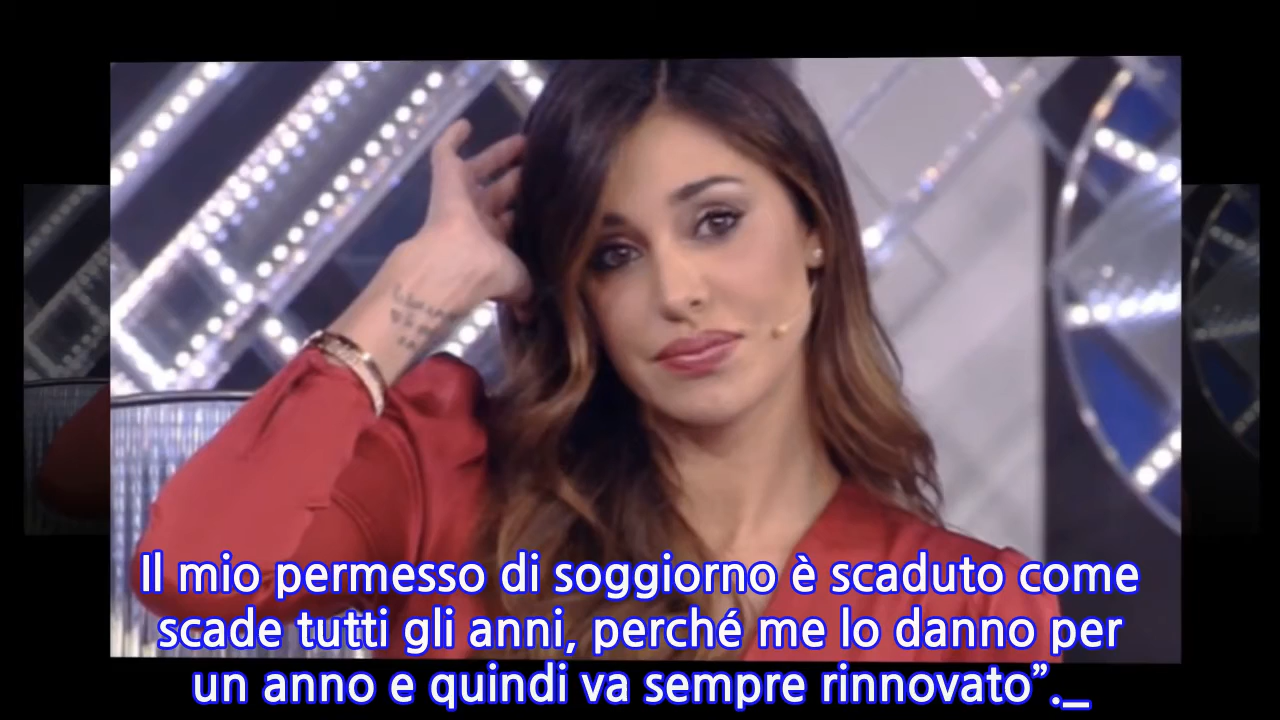 Il mio permesso di soggiorno è scaduto come
scade tutti gli anni, perché me lo danno per
un anno e quindi va sempre rinnovato”._